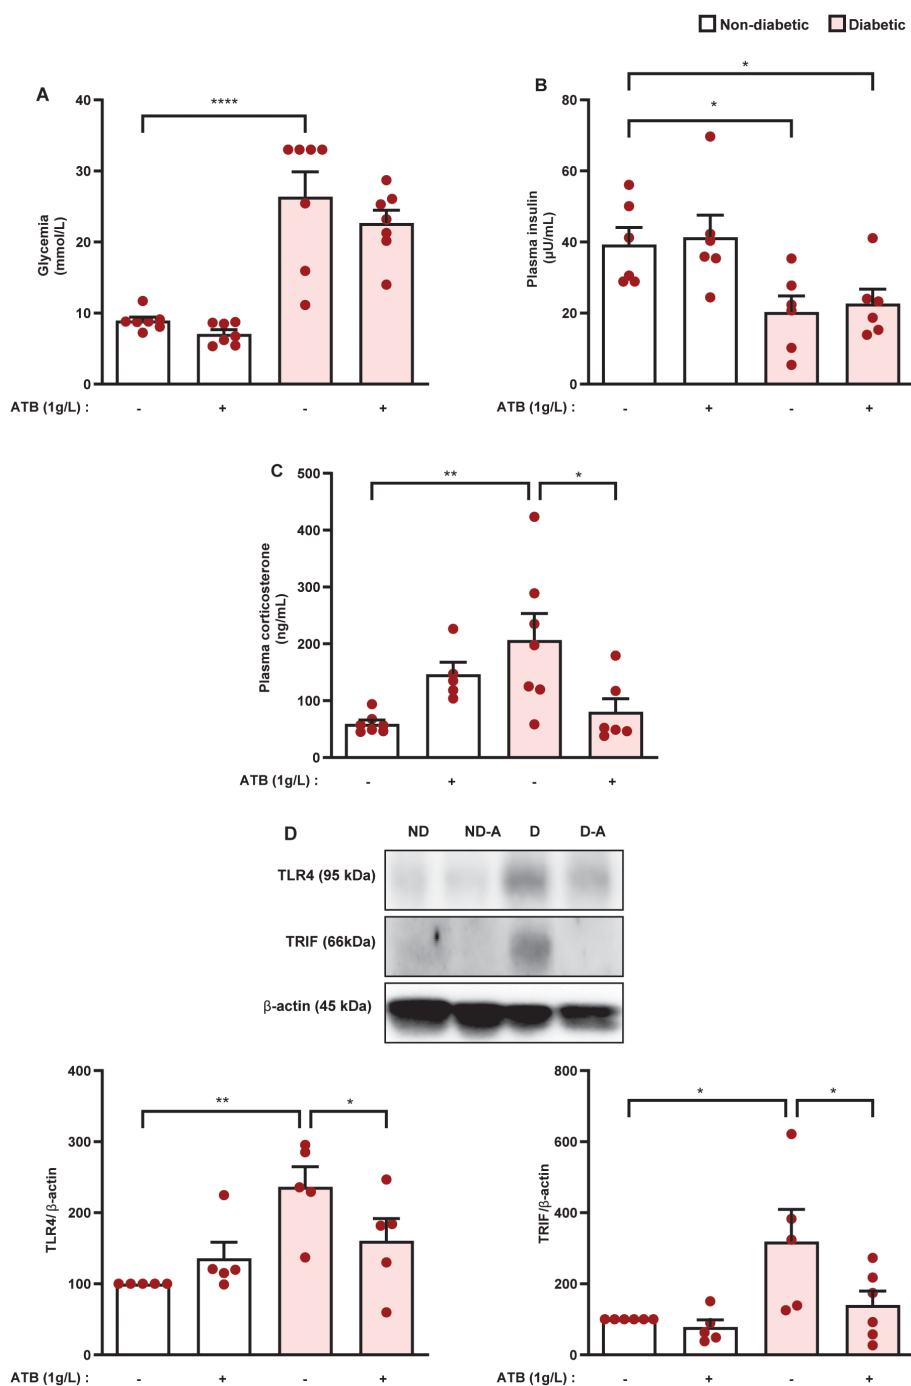 Non-diabetic Diabetic
A
****
Glycemia
(mmol/L)
40
30
20
10
0
ATB (1g/L) : - + - +
B
*
*
Plasma insulin
(µU/mL)
80
60
40
20
0
ATB (1g/L) : - + - +
C
** *
Plasma corticosterone
(ng/mL)
500
400
300
200
100
0
ATB (1g/L) : - + - +
D
ND ND-A D D-A
TLR4 (95 kDa)
TRIF (66kDa)
β-actin (45 kDa)
** *
TLR4/ β-actin
400
300
200
100
0
ATB (1g/L) : - + - +
* *
TRIF/β-actin
800
600
400
200
0
ATB (1g/L) : - + - +